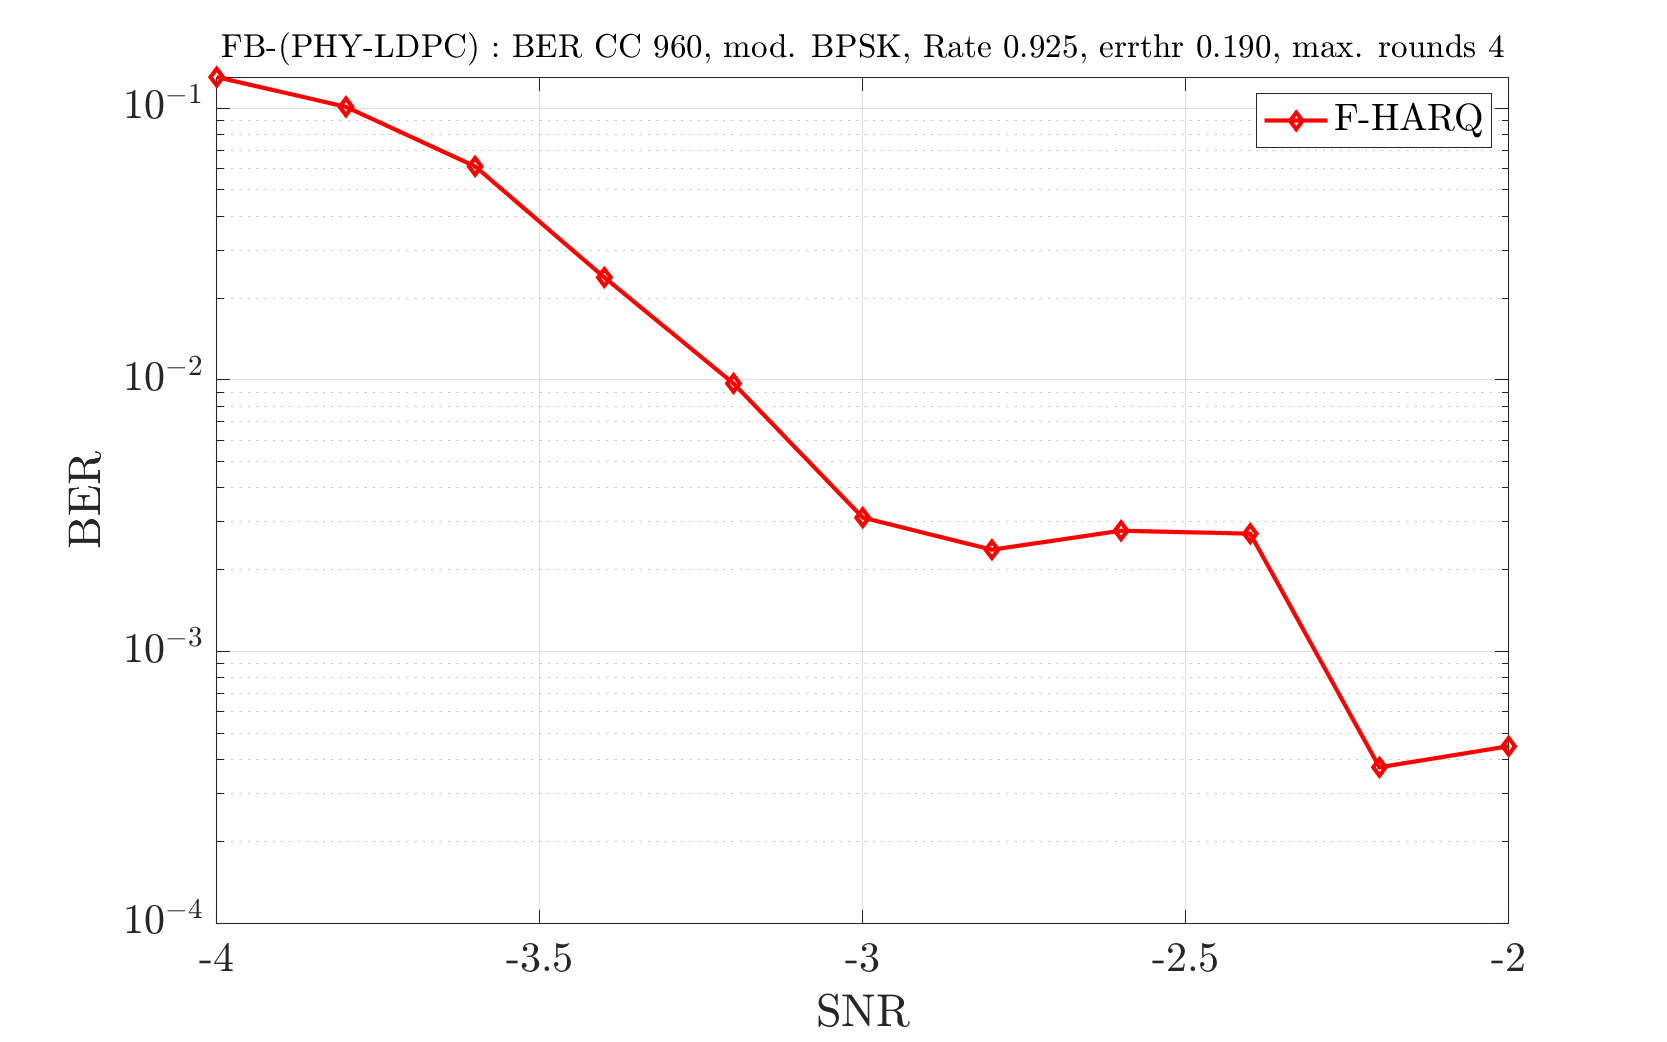 FB-(PHY-LDPC) : BER CC 960, mod. BPSK, Rate 0.925, errthr 0.190, max. rounds 4
F-HARQ
10⁻¹
10⁻²
10⁻³
10⁻⁴
BER
-4 -3.5 -3 -2.5 -2
SNR